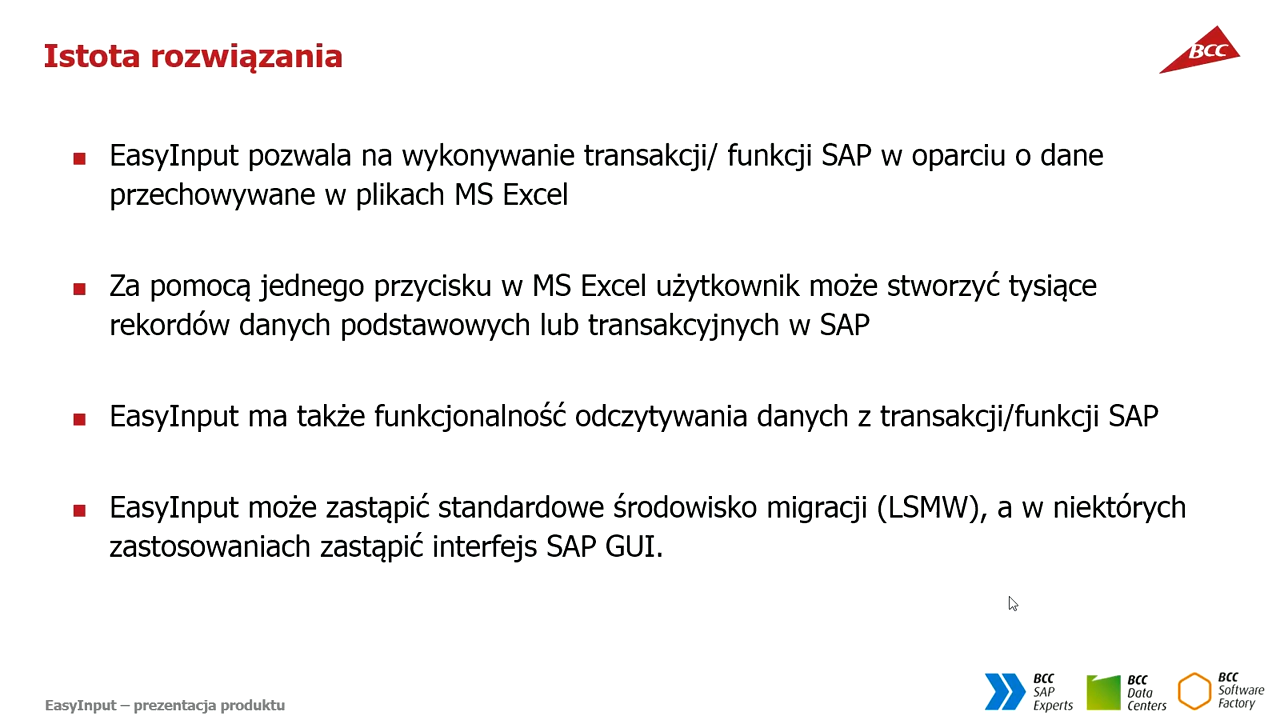 Istota rozwiązania
BCC
EasyInput pozwala na wykonywanie transakcji/ funkcji SAP w oparciu o dane
przechowywane w plikach MS Excel
Za pomocą jednego przycisku w MS Excel użytkownik może stworzyć tysiące
rekordów danych podstawowych lub transakcyjnych w SAP
EasyInput ma także funkcjonalność odczytywania danych z transakcji/funkcji SAP
EasyInput może zastąpić standardowe środowisko migracji (LSMW), a w niektórych
zastosowaniach zastąpić interfejs SAP GUI.
EasyInput – prezentacja produktu
BCC
SAP
Experts
BCC
Data
Centers
BCC
Software
Factory